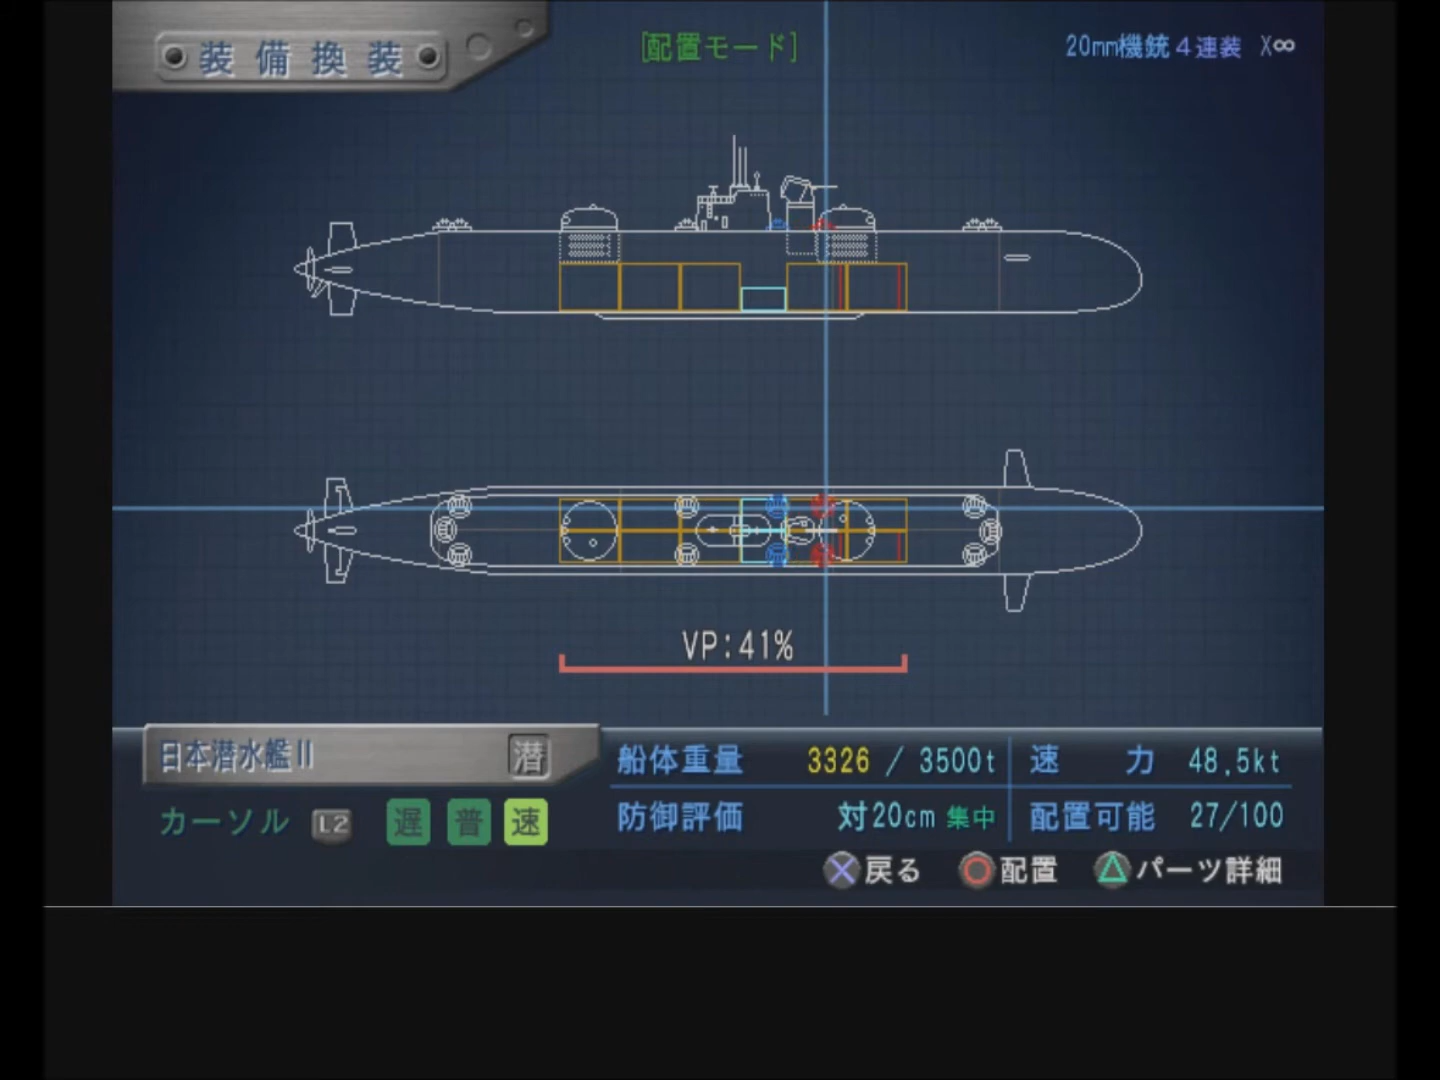 装備換装
[配置モード]
20mm機銃4連装 X∞
VP:41%
日本潜水艦II 潜
船体重量 3326 / 3500t 速力 48.5kt
カーソル L2 遅 普 速
防御評価 対20cm 集中 配置可能 27/100
戻る 配置 パーツ詳細